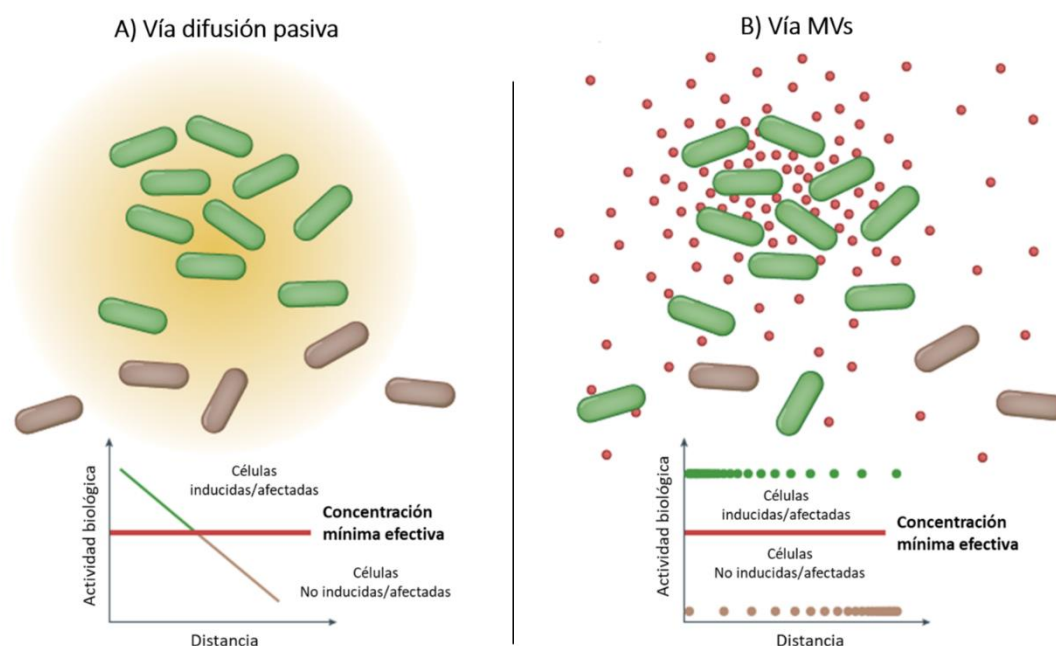 A) Vía difusión pasiva
Actividad biológica
Células
inducidas/afectadas
Concentración
mínima efectiva
Células
No inducidas/afectadas
Distancia
B) Vía MVs
Actividad biológica
Células
inducidas/afectadas
Concentración
mínima efectiva
Células
No inducidas/afectadas
Distancia